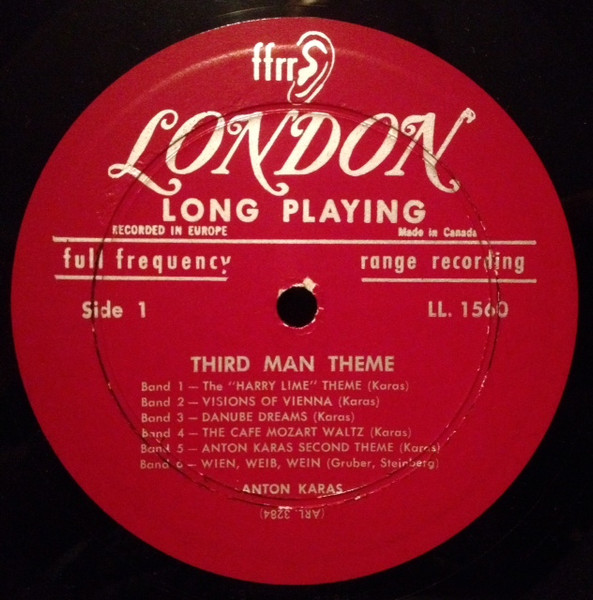 ffrr
LONDON
LONG PLAYING
RECORDED IN EUROPE Made in Canada
full frequency range recording
Side 1 LL. 1560
THIRD MAN THEME
Band 1 — The "HARRY LIME" THEME (Karas)
Band 2 — VISIONS OF VIENNA (Karas)
Band 3 — DANUBE DREAMS (Karas)
Band 4 — THE CAFE MOZART WALTZ (Karas)
Band 5 — ANTON KARAS SECOND THEME (Karas)
Band 6 — WIEN, WEIB, WEIN (Gruber, Steinberg)
ANTON KARAS
(ARL. 3284)